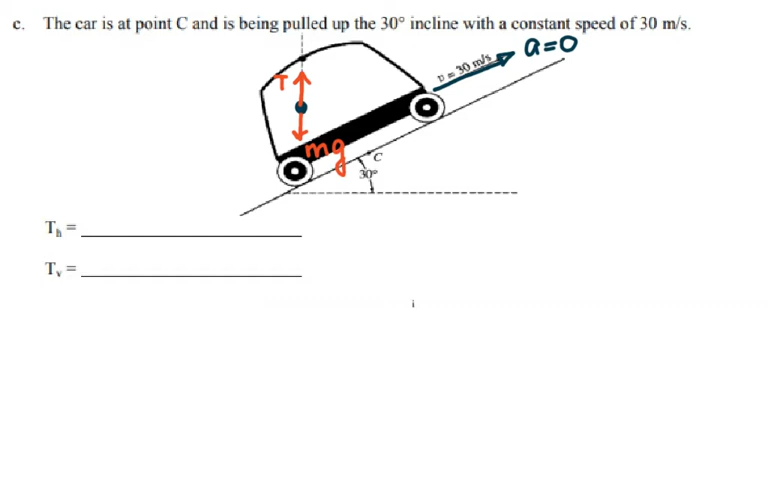 c. The car is at point C and is being pulled up the 30° incline with a constant speed of 30 m/s.
a=0
υ = 30 m/s
T
mg
C
30°
Th = 
Tv = 
i